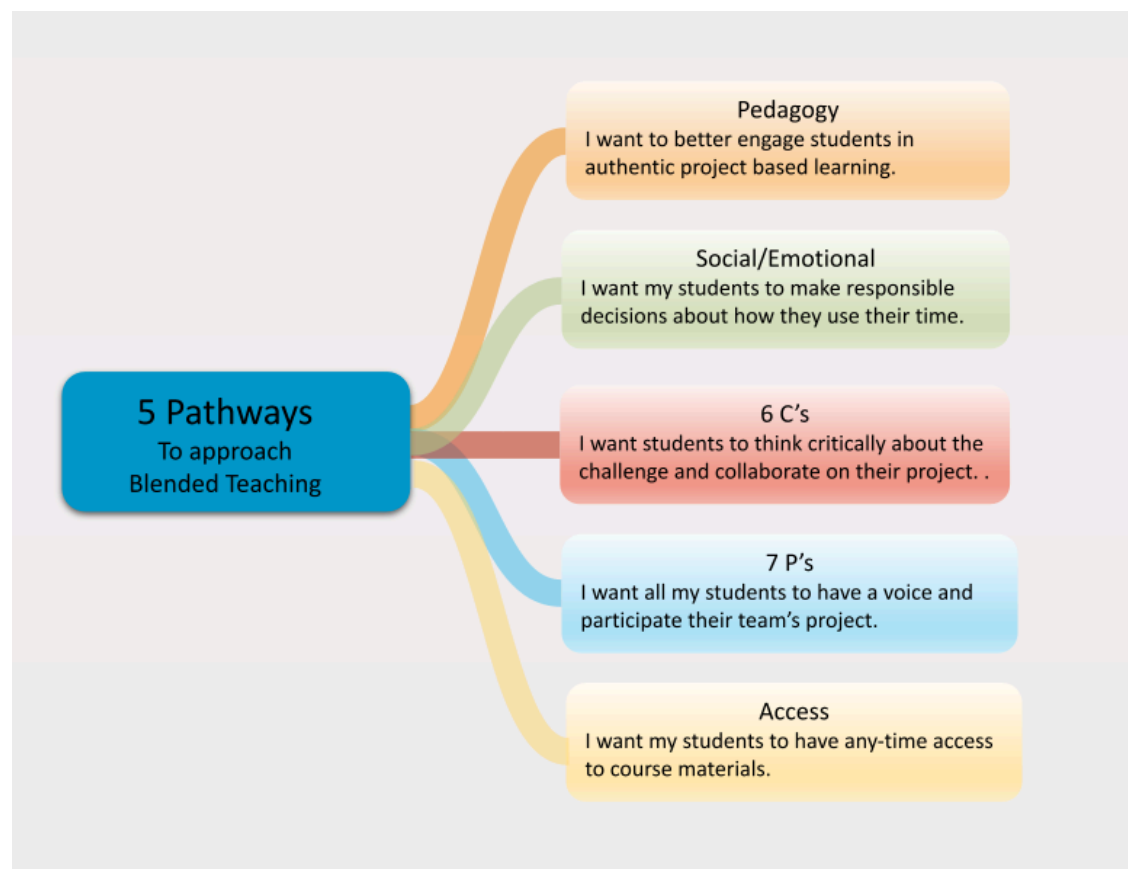 5 Pathways
To approach
Blended Teaching
Pedagogy
I want to better engage students in
authentic project based learning.
Social/Emotional
I want my students to make responsible
decisions about how they use their time.
6 C’s
I want students to think critically about the
challenge and collaborate on their project. .
7 P’s
I want all my students to have a voice and
participate their team’s project.
Access
I want my students to have any-time access
to course materials.